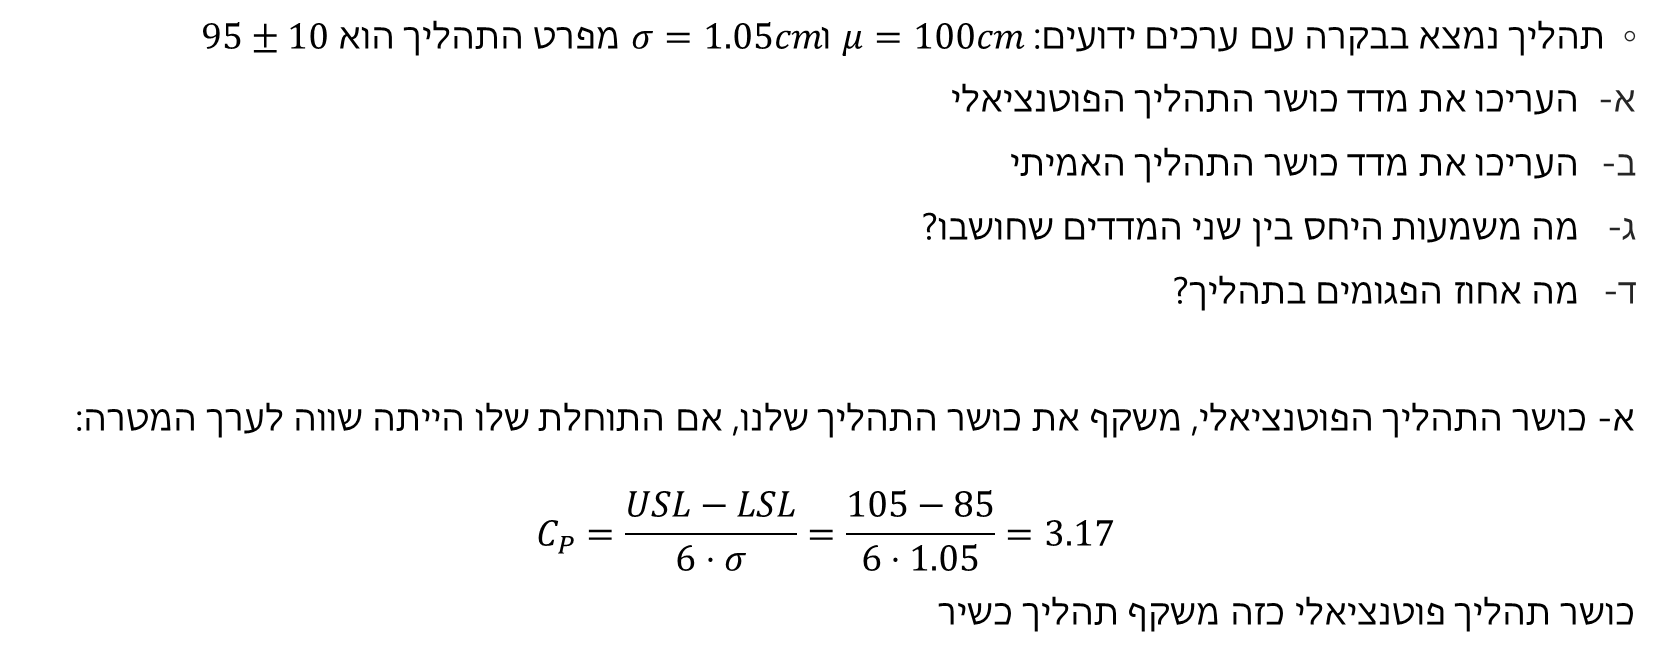 ◦ תהליך נמצא בבקרה עם ערכים ידועים: μ = 100cm ו σ = 1.05cm מפרט התהליך הוא 95 ± 10
א- העריכו את מדד כושר התהליך הפוטנציאלי
ב- העריכו את מדד כושר התהליך האמיתי
ג- מה משמעות היחס בין שני המדדים שחושבו?
ד- מה אחוז הפגומים בתהליך?
א- כושר התהליך הפוטנציאלי, משקף את כושר התהליך שלנו, אם התוחלת שלו הייתה שווה לערך המטרה:
C_P = (USL − LSL) / (6 · σ) = (105 − 85) / (6 · 1.05) = 3.17
כושר תהליך פוטנציאלי כזה משקף תהליך כשיר